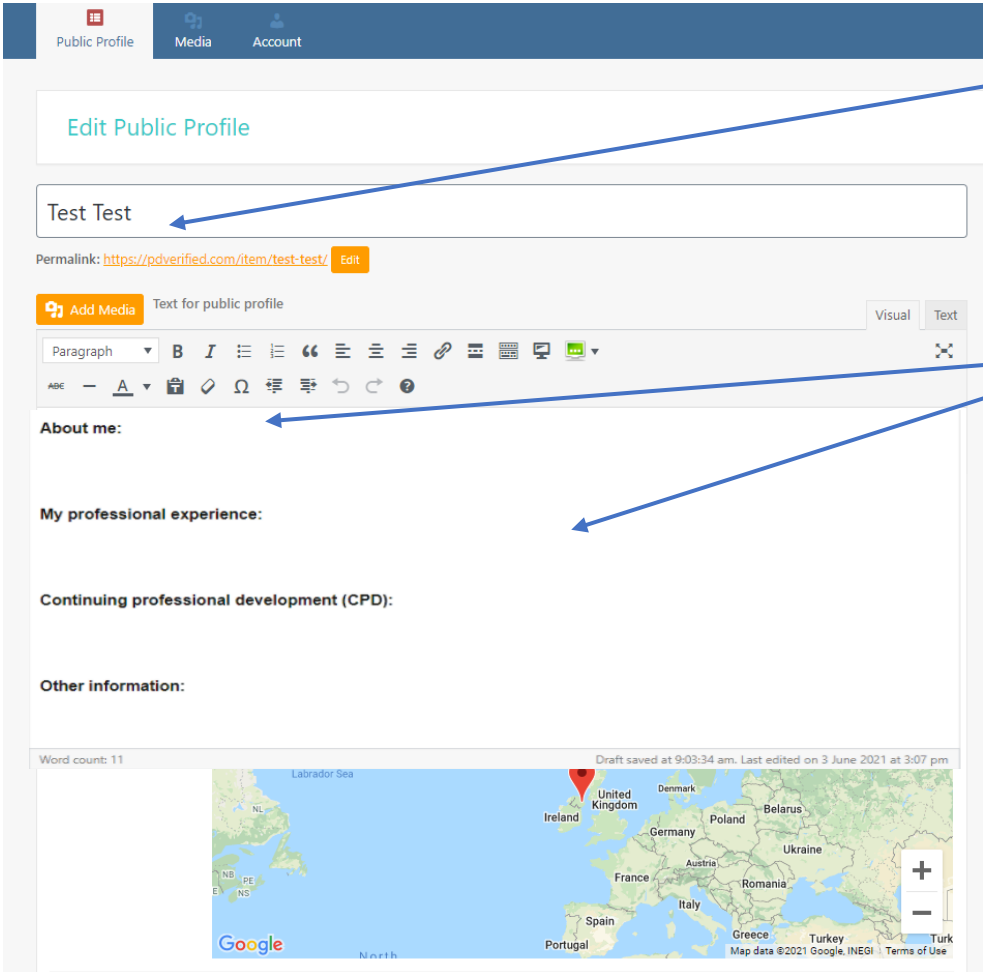 Public Profile
Media
Account
Edit Public Profile
Test Test
Permalink: https://pdverified.com/item/test-test/ Edit
Add Media Text for public profile
Visual Text
Paragraph B I
ABC A Ω
About me:
My professional experience:
Continuing professional development (CPD):
Other information:
Word count: 11
Draft saved at 9:03:34 am. Last edited on 3 June 2021 at 3:07 pm
Labrador Sea
NL
NB
PE
NS
E
United
Kingdom
Ireland
Denmark
Belarus
Poland
Germany
Ukraine
Austria
France
Romania
Italy
Spain
Portugal
Greece
Turkey
Turk
North
Google
Map data ©2021 Google, INEGI
Terms of Use